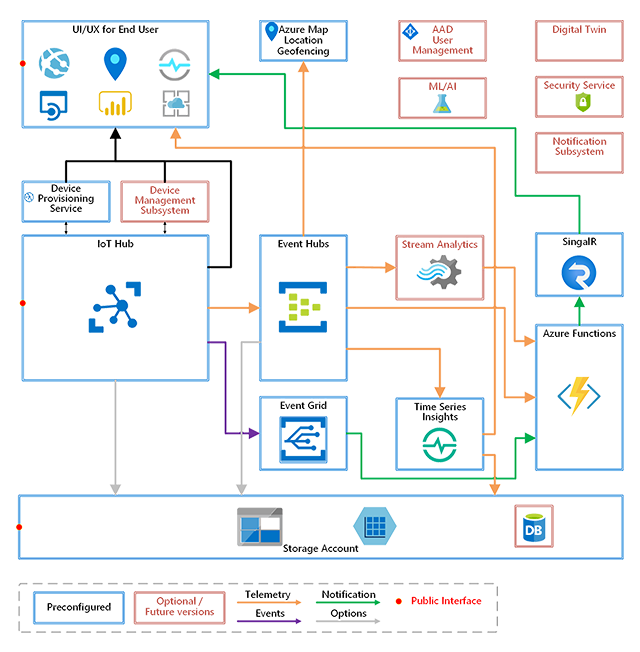 UI/UX for End User
Azure Map
Location
Geofencing
AAD
User
Management
Digital Twin
ML/AI
Security Service
Notification
Subsystem
Device
Provisioning
Service
Device
Management
Subsystem
IoT Hub
Event Hubs
Stream Analytics
SingalR
Azure Functions
Event Grid
Time Series
Insights
DB
Storage Account
Preconfigured
Optional /
Future versions
Telemetry
Notification
Public Interface
Events
Options